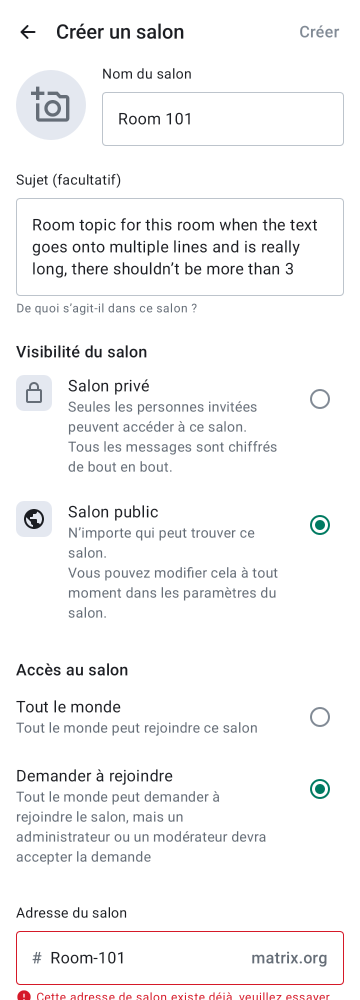 Créer un salon
Créer
Nom du salon
Room 101
Sujet (facultatif)
Room topic for this room when the text
goes onto multiple lines and is really
long, there shouldn’t be more than 3
De quoi s’agit-il dans ce salon ?
Visibilité du salon
Salon privé
Seules les personnes invitées
peuvent accéder à ce salon.
Tous les messages sont chiffrés
de bout en bout.
Salon public
N’importe qui peut trouver ce
salon.
Vous pouvez modifier cela à tout
moment dans les paramètres du
salon.
Accès au salon
Tout le monde
Tout le monde peut rejoindre ce salon
Demander à rejoindre
Tout le monde peut demander à
rejoindre le salon, mais un
administrateur ou un modérateur devra
accepter la demande
Adresse du salon
# Room-101 matrix.org
Cette adresse de salon existe déjà, veuillez essayer